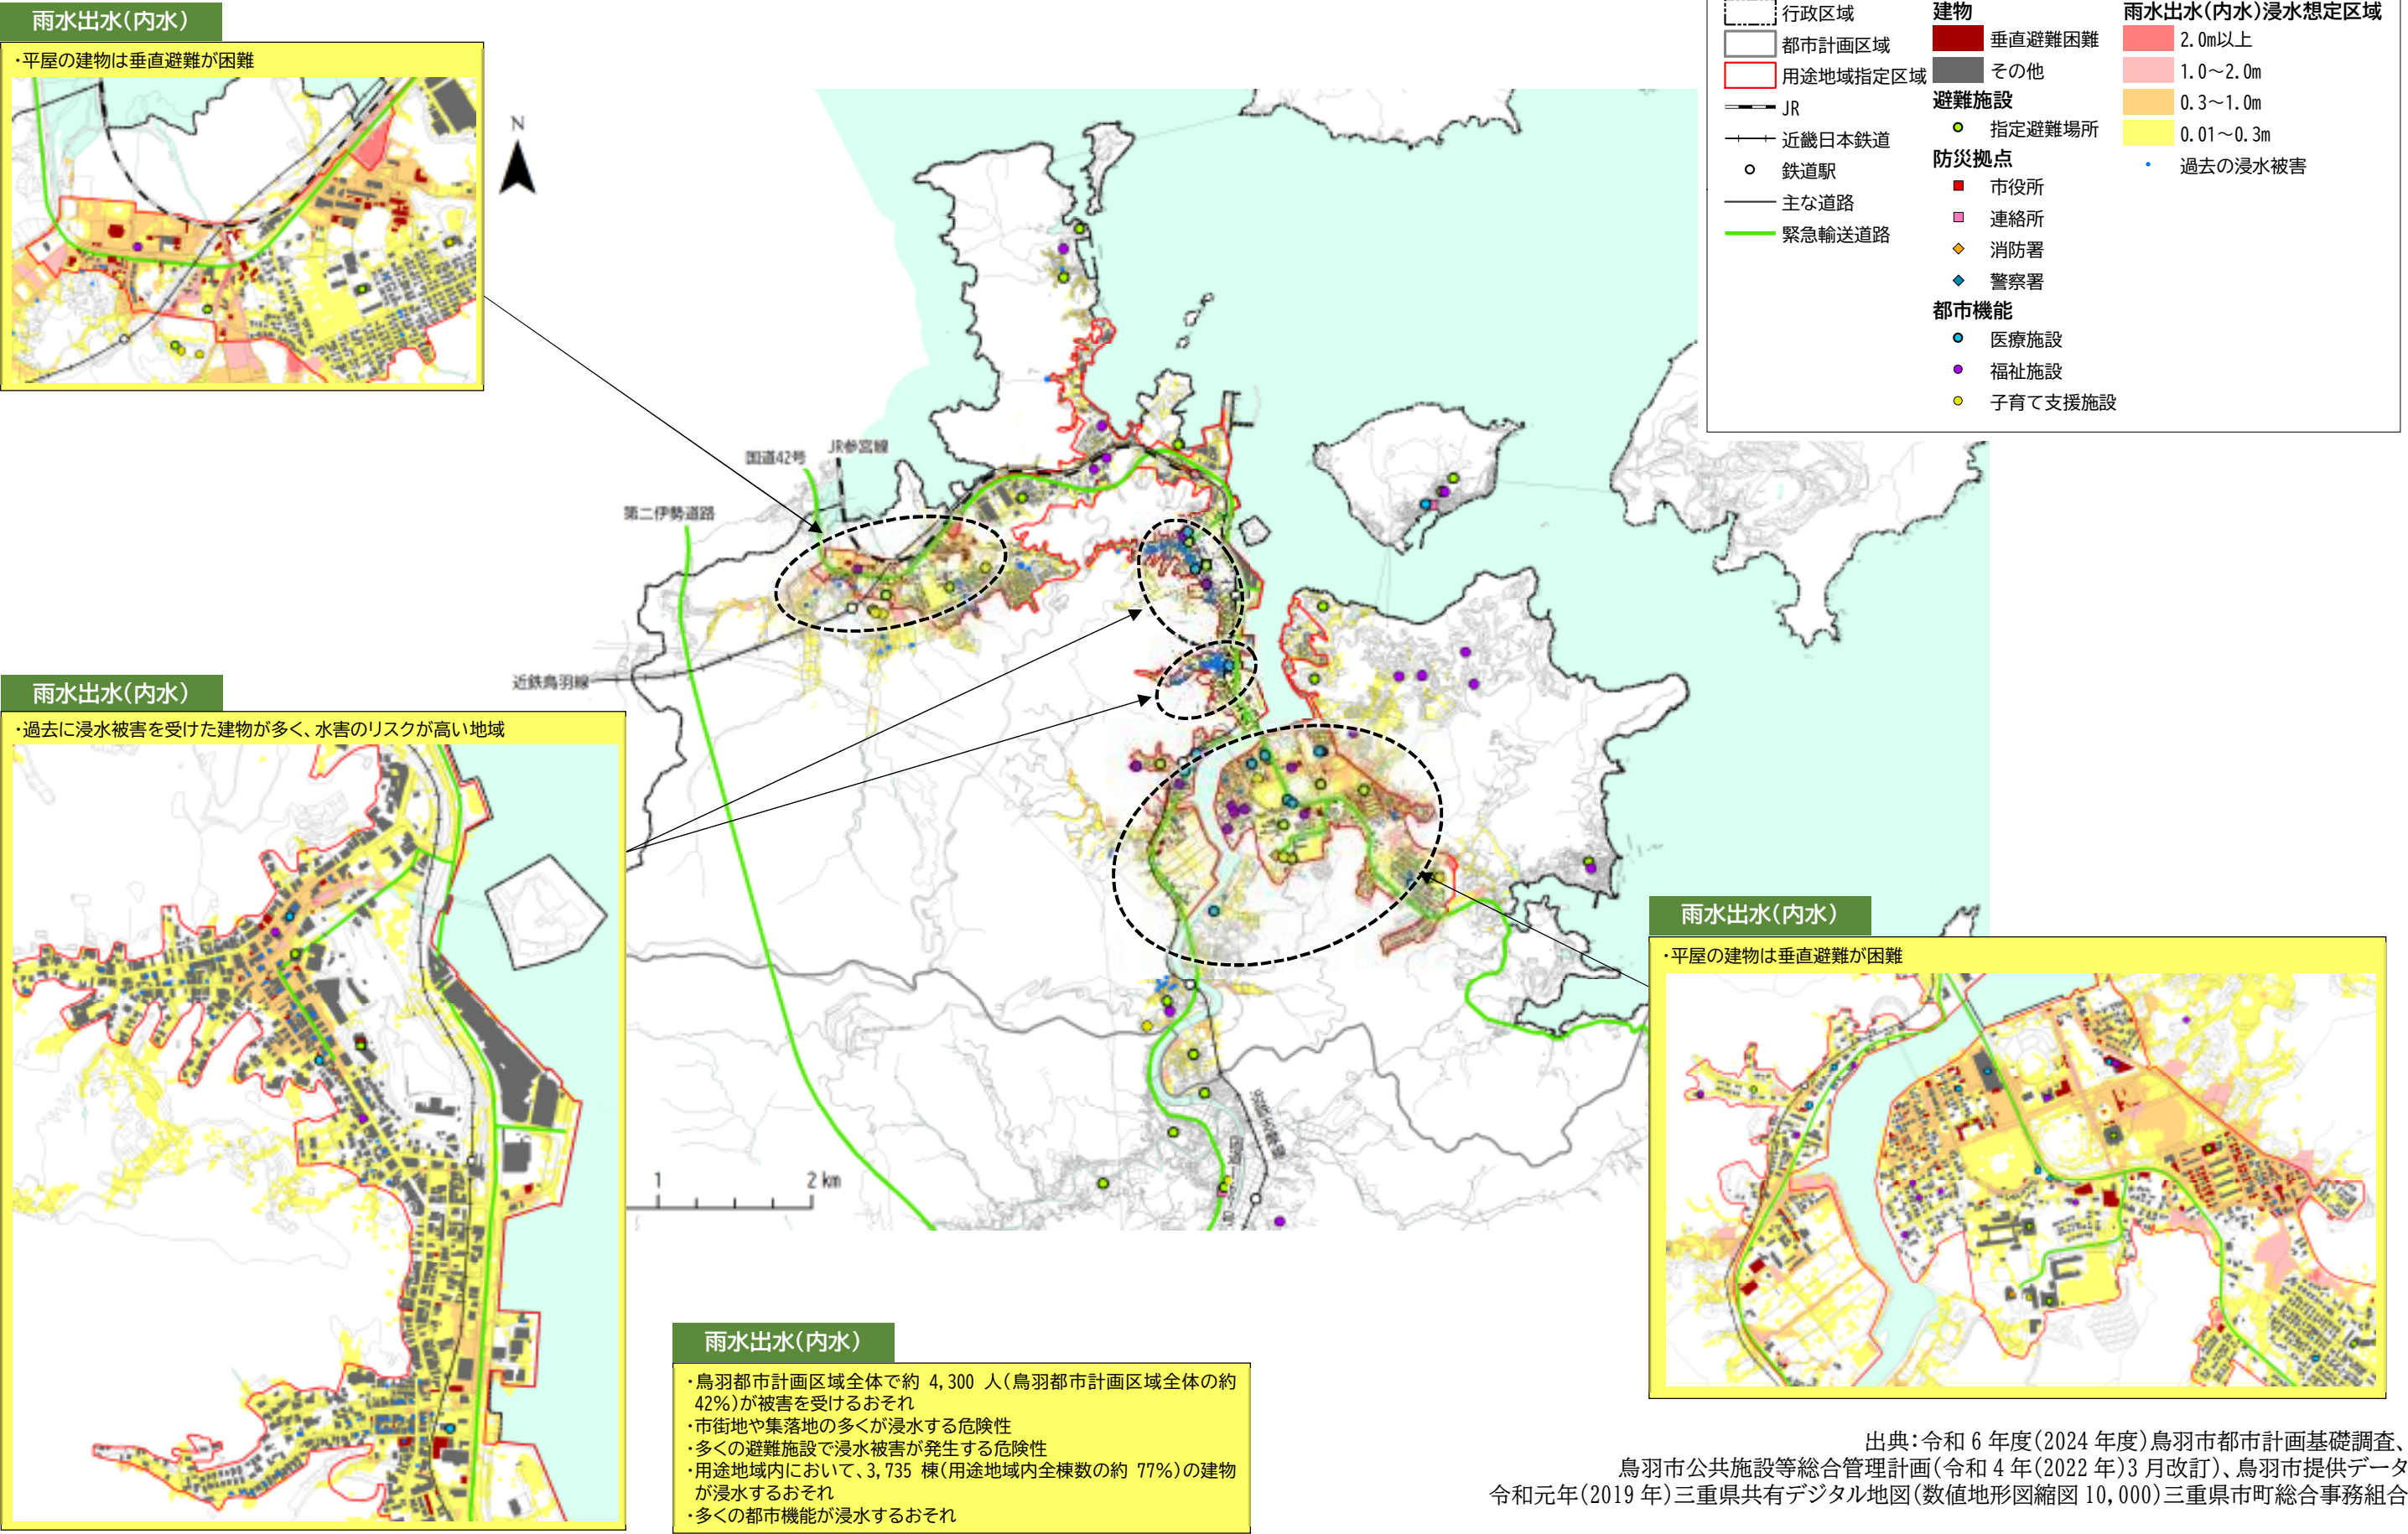 雨水出水(内水)
・平屋の建物は垂直避難が困難
N
行政区域
都市計画区域
用途地域指定区域
JR
近畿日本鉄道
鉄道駅
主な道路
緊急輸送道路
建物
垂直避難困難
その他
避難施設
指定避難場所
防災拠点
市役所
連絡所
消防署
警察署
都市機能
医療施設
福祉施設
子育て支援施設
雨水出水(内水)浸水想定区域
2.0m以上
1.0～2.0m
0.3～1.0m
0.01～0.3m
過去の浸水被害
国道42号
JR参宮線
第二伊勢道路
近鉄鳥羽線
雨水出水(内水)
・過去に浸水被害を受けた建物が多く、水害のリスクが高い地域
1
2 km
雨水出水(内水)
・平屋の建物は垂直避難が困難
雨水出水(内水)
・鳥羽都市計画区域全体で約 4,300 人(鳥羽都市計画区域全体の約
42%)が被害を受けるおそれ
・市街地や集落地の多くが浸水する危険性
・多くの避難施設で浸水被害が発生する危険性
・用途地域内において、3,735 棟(用途地域内全棟数の約 77%)の建物
が浸水するおそれ
・多くの都市機能が浸水するおそれ
出典：令和 6 年度(2024 年度)鳥羽市都市計画基礎調査、
鳥羽市公共施設等総合管理計画(令和 4 年(2022 年)3 月改訂)、鳥羽市提供データ
令和元年(2019 年)三重県共有デジタル地図(数値地形図縮図 10,000)三重県市町総合事務組合